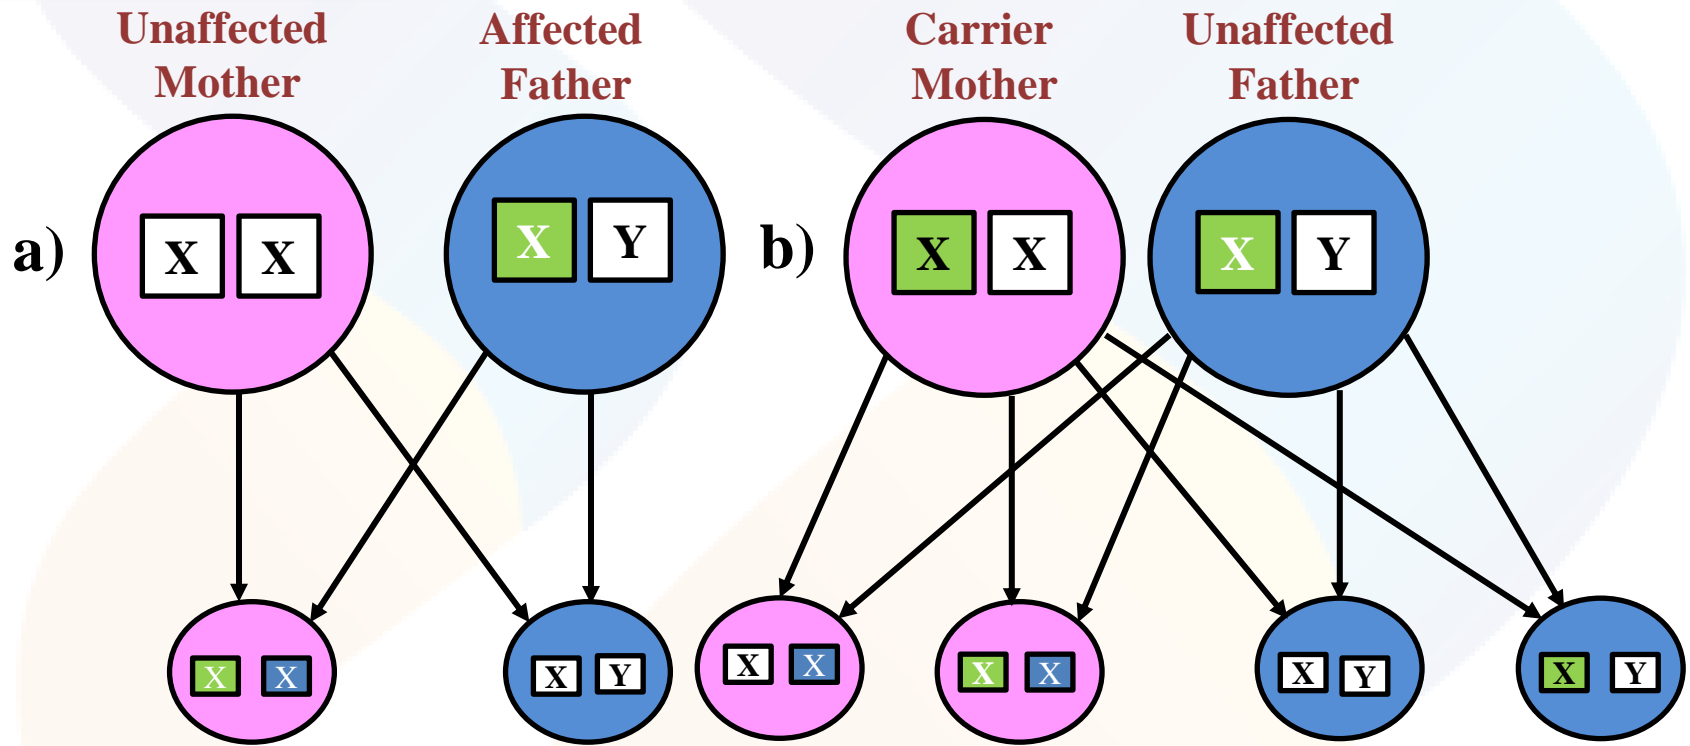 Unaffected
Mother
Affected
Father
Carrier
Mother
Unaffected
Father
a)
X X
X Y
b)
X X
X Y
X X
X Y
X X
X X
X Y
X Y